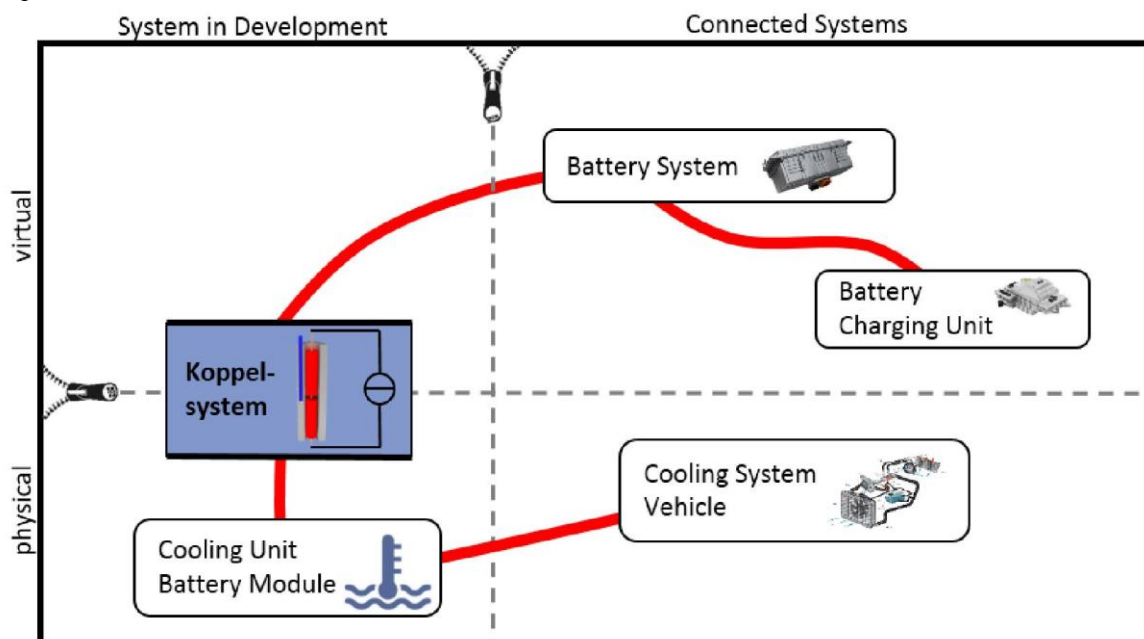 System in Development
Connected Systems
virtual
physical
Battery System
Battery
Charging Unit
Koppel-
system
Cooling System
Vehicle
Cooling Unit
Battery Module